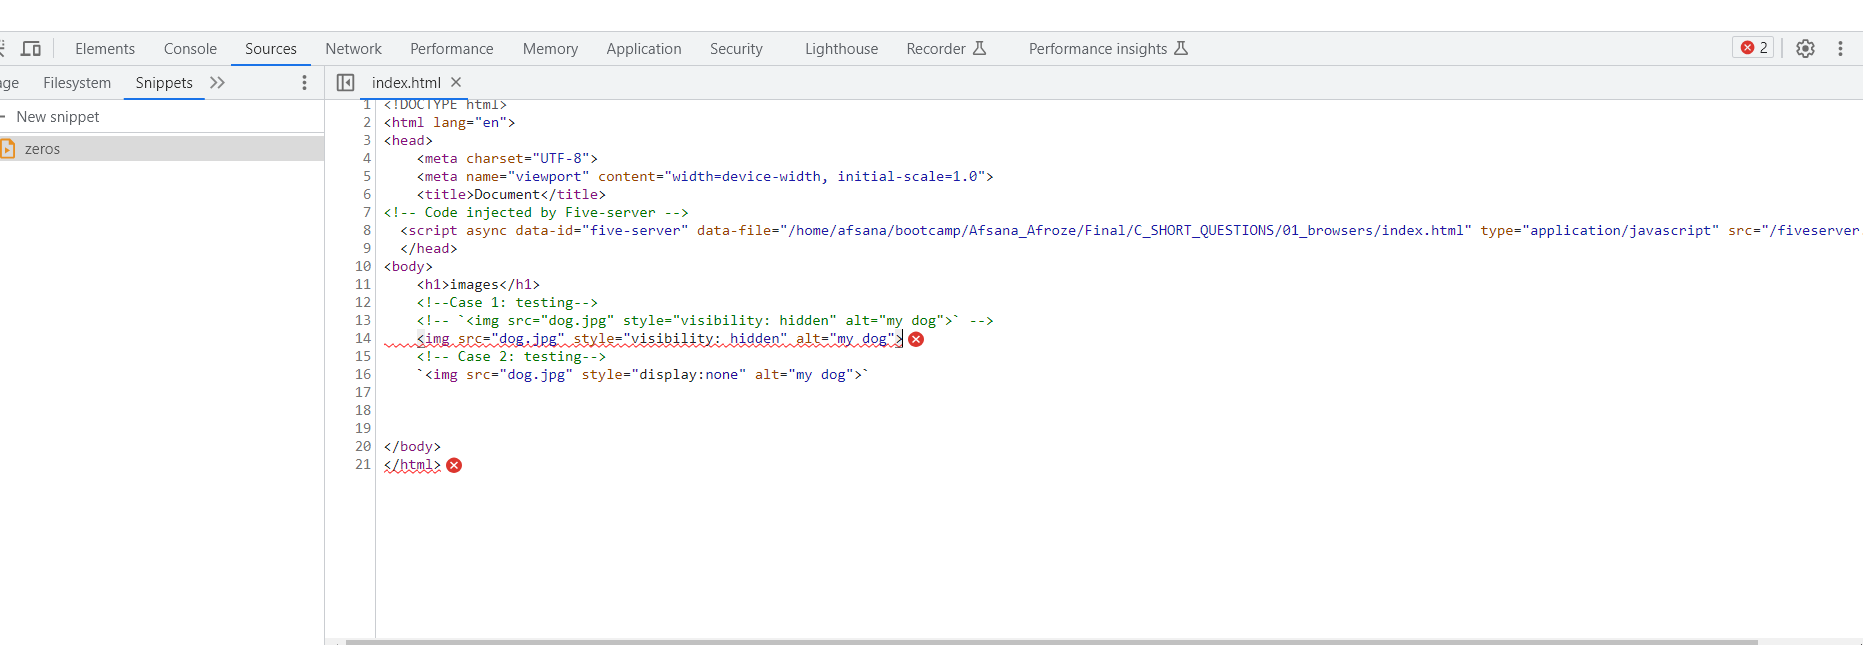 Elements Console Sources Network Performance Memory Application Security Lighthouse Recorder Performance insights 2
Filesystem Snippets index.html
New snippet
zeros
1 <!DOCTYPE html>
2 <html lang="en">
3 <head>
4 <meta charset="UTF-8">
5 <meta name="viewport" content="width=device-width, initial-scale=1.0">
6 <title>Document</title>
7 <!-- Code injected by Five-server -->
8 <script async data-id="five-server" data-file="/home/afsana/bootcamp/Afsana_Afroze/Final/C_SHORT_QUESTIONS/01_browsers/index.html" type="application/javascript" src="/fiveserver
9 </head>
10 <body>
11 <h1>images</h1>
12 <!--Case 1: testing-->
13 <!-- `<img src="dog.jpg" style="visibility: hidden" alt="my dog">` -->
14 <img src="dog.jpg" style="visibility: hidden" alt="my dog">
15 <!-- Case 2: testing-->
16 `<img src="dog.jpg" style="display:none" alt="my dog">`
17
18
19
20 </body>
21 </html>